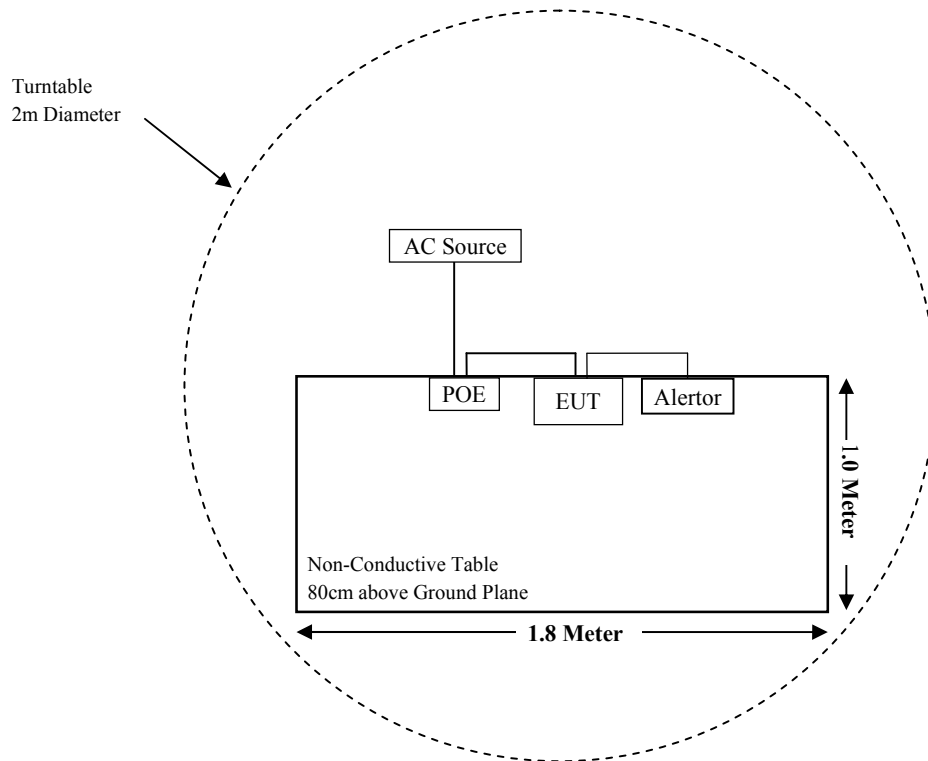 Turntable
2m Diameter
AC Source
POE
EUT
Alertor
1.0 Meter
Non-Conductive Table
80cm above Ground Plane
1.8 Meter